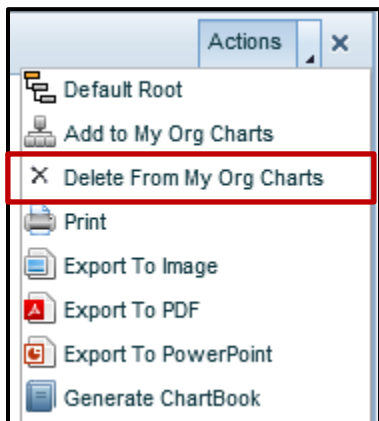 Actions
Default Root
Add to My Org Charts
Delete From My Org Charts
Print
Export To Image
Export To PDF
Export To PowerPoint
Generate ChartBook